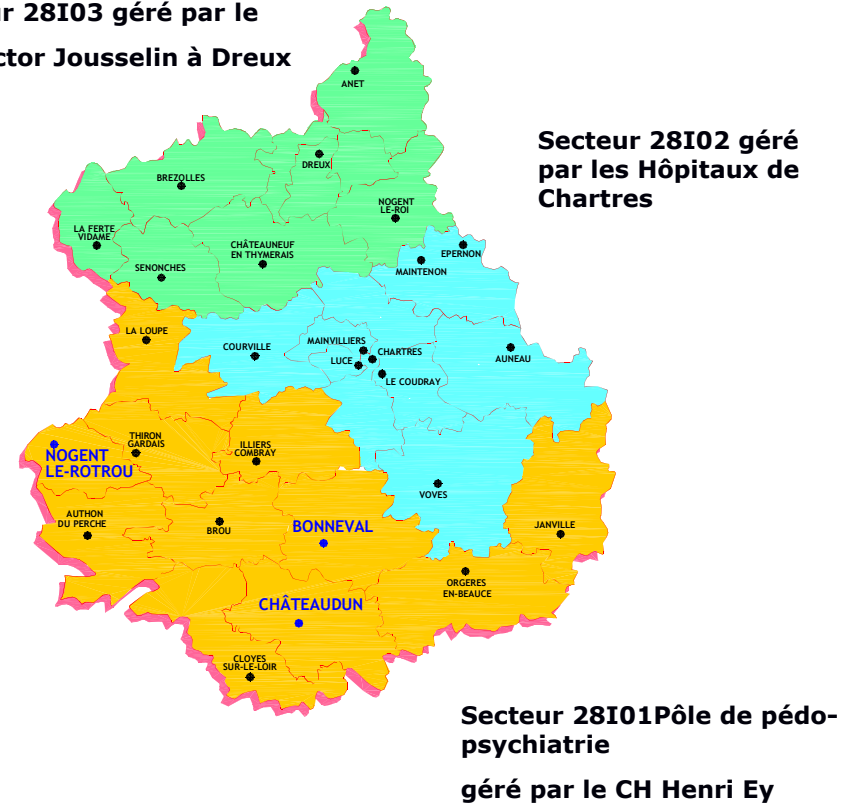 r 28I03 géré par le
ctor Jousselin à Dreux
Secteur 28I02 géré
par les Hôpitaux de
Chartres
ANET
DREUX
BREZOLLES
NOGENT
LE-ROI
LA FERTE
VIDAME
CHÂTEAUNEUF
EN THYMERAIS
SENONCHES
EPERNON
MAINTENON
LA LOUPE
COURVILLE
MAINVILLIERS
CHARTRES
LUCE
LE COUDRAY
AUNEAU
THIRON
GARDAIS
ILLIERS
COMBRAY
NOGENT
LE-ROTROU
VOVES
AUTHON
DU PERCHE
BROU
BONNEVAL
JANVILLE
ORGERES
EN-BEAUCE
CHÂTEAUDUN
CLOYES
SUR-LE-LOIR
Secteur 28I01Pôle de pédo-
psychiatrie
géré par le CH Henri Ey